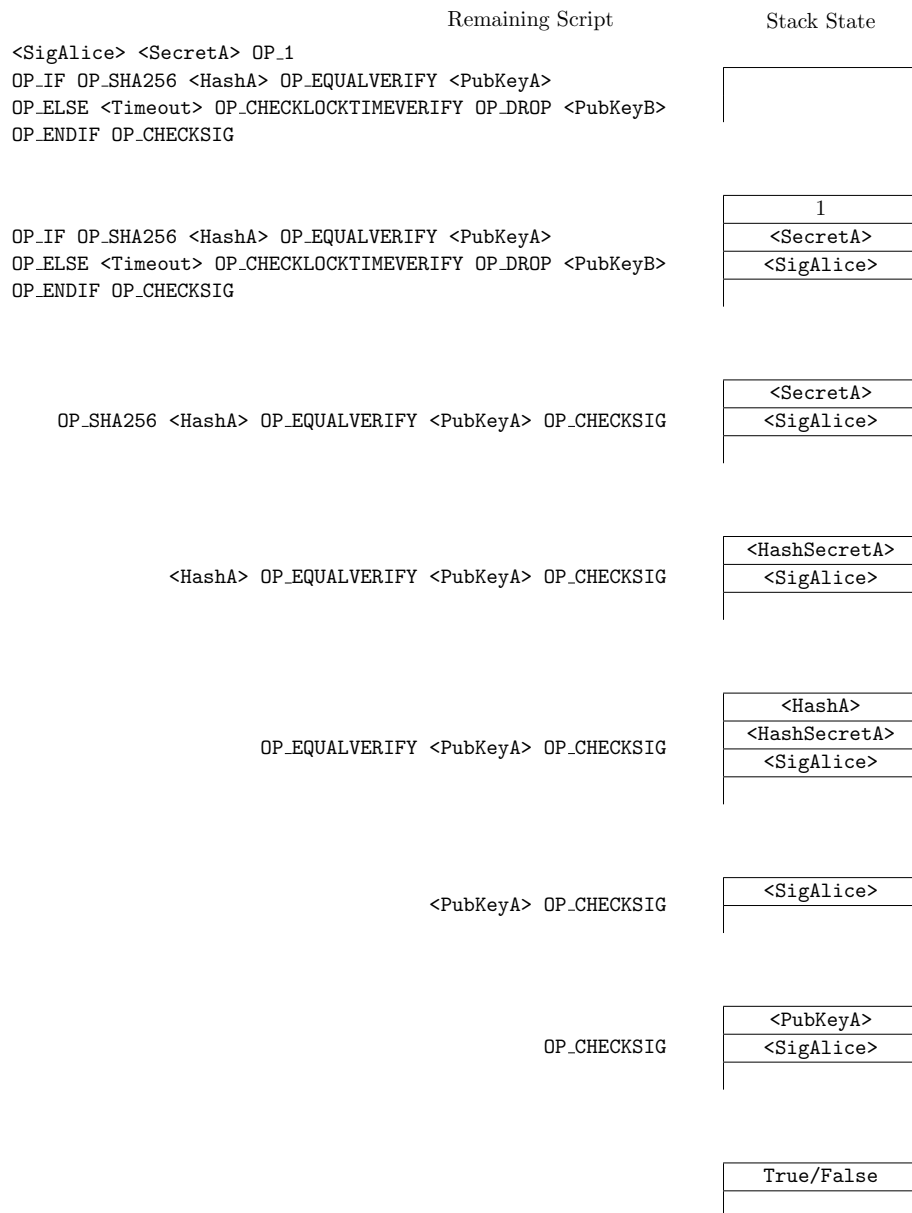 Remaining Script Stack State
<SigAlice> <SecretA> OP_1
OP_IF OP_SHA256 <HashA> OP_EQUALVERIFY <PubKeyA>
OP_ELSE <Timeout> OP_CHECKLOCKTIMEVERIFY OP_DROP <PubKeyB>
OP_ENDIF OP_CHECKSIG
1
OP_IF OP_SHA256 <HashA> OP_EQUALVERIFY <PubKeyA> <SecretA>
OP_ELSE <Timeout> OP_CHECKLOCKTIMEVERIFY OP_DROP <PubKeyB> <SigAlice>
OP_ENDIF OP_CHECKSIG
<SecretA>
OP_SHA256 <HashA> OP_EQUALVERIFY <PubKeyA> OP_CHECKSIG <SigAlice>
<HashSecretA>
<HashA> OP_EQUALVERIFY <PubKeyA> OP_CHECKSIG <SigAlice>
<HashA>
<HashSecretA>
OP_EQUALVERIFY <PubKeyA> OP_CHECKSIG
<SigAlice>
<SigAlice>
<PubKeyA> OP_CHECKSIG
<PubKeyA>
OP_CHECKSIG <SigAlice>
True/False